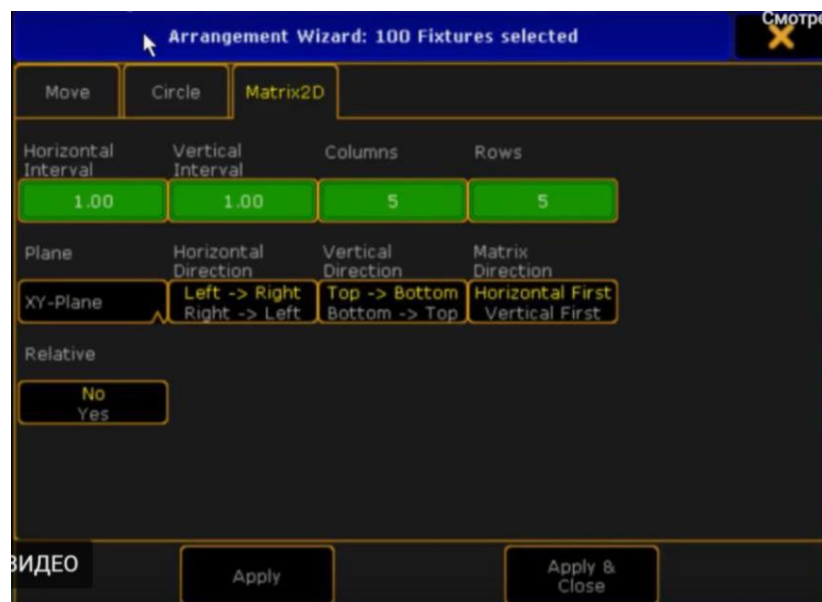 Смотре
Arrangement Wizard: 100 Fixtures selected
Move Circle Matrix2D
Horizontal Interval
Vertical Interval
Columns
Rows
1.00 1.00 5 5
Plane
Horizontal Direction
Vertical Direction
Matrix Direction
XY-Plane
Left -> Right
Right -> Left
Top -> Bottom
Bottom -> Top
Horizontal First
Vertical First
Relative
No
Yes
ВИДЕО
Apply
Apply &
Close